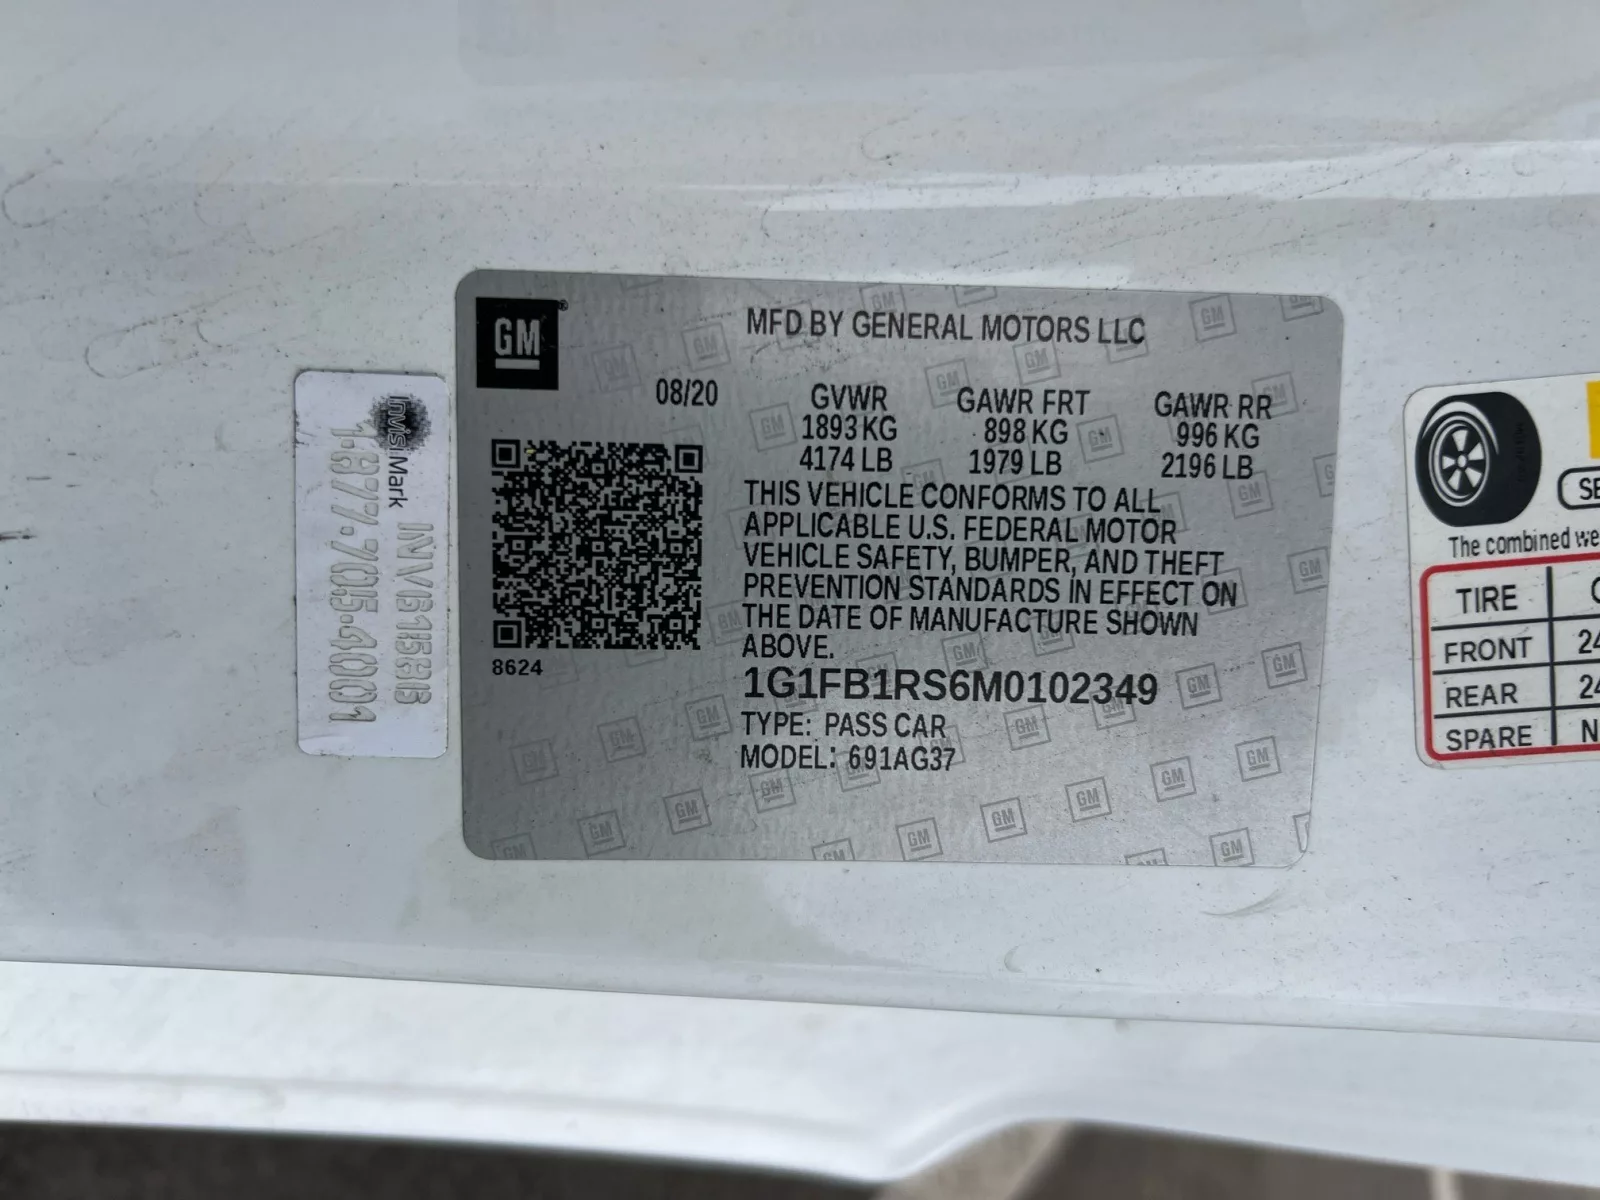 GM
MFD BY GENERAL MOTORS LLC
08/20
GVWR
1893 KG
4174 LB
GAWR FRT
898 KG
1979 LB
GAWR RR
996 KG
2196 LB
THIS VEHICLE CONFORMS TO ALL
APPLICABLE U.S. FEDERAL MOTOR
VEHICLE SAFETY, BUMPER, AND THEFT
PREVENTION STANDARDS IN EFFECT ON
THE DATE OF MANUFACTURE SHOWN
ABOVE.
1G1FB1RS6M0102349
TYPE: PASS CAR
MODEL: 691AG37
8624
InvisiMark
1·877·705·4001
The combined
TIRE
FRONT 24
REAR 24
SPARE